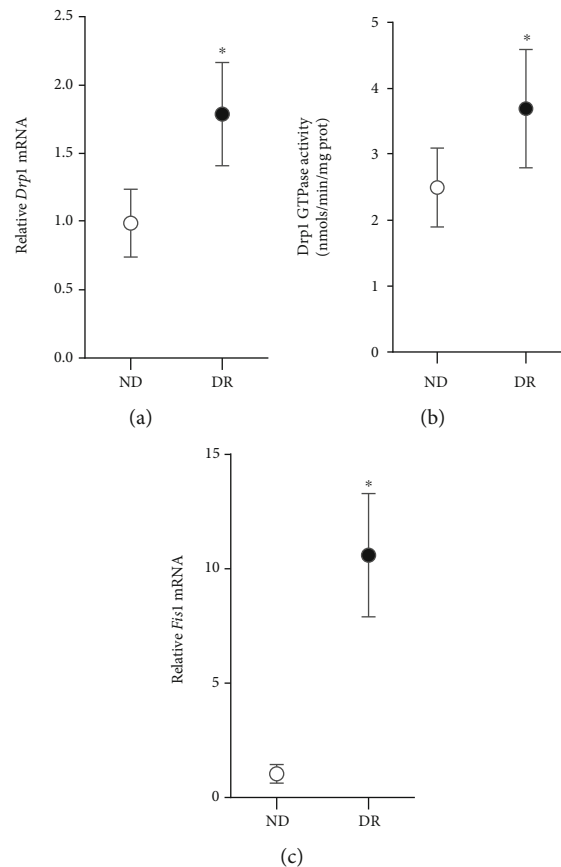 2.5
2.0
1.5
1.0
0.5
0.0
Relative Drp1 mRNA
*
ND
DR
(a)
5
4
3
2
1
0
Drp1 GTPase activity
(nmols/min/mg prot)
*
ND
DR
(b)
15
10
5
0
Relative Fis1 mRNA
*
ND
DR
(c)